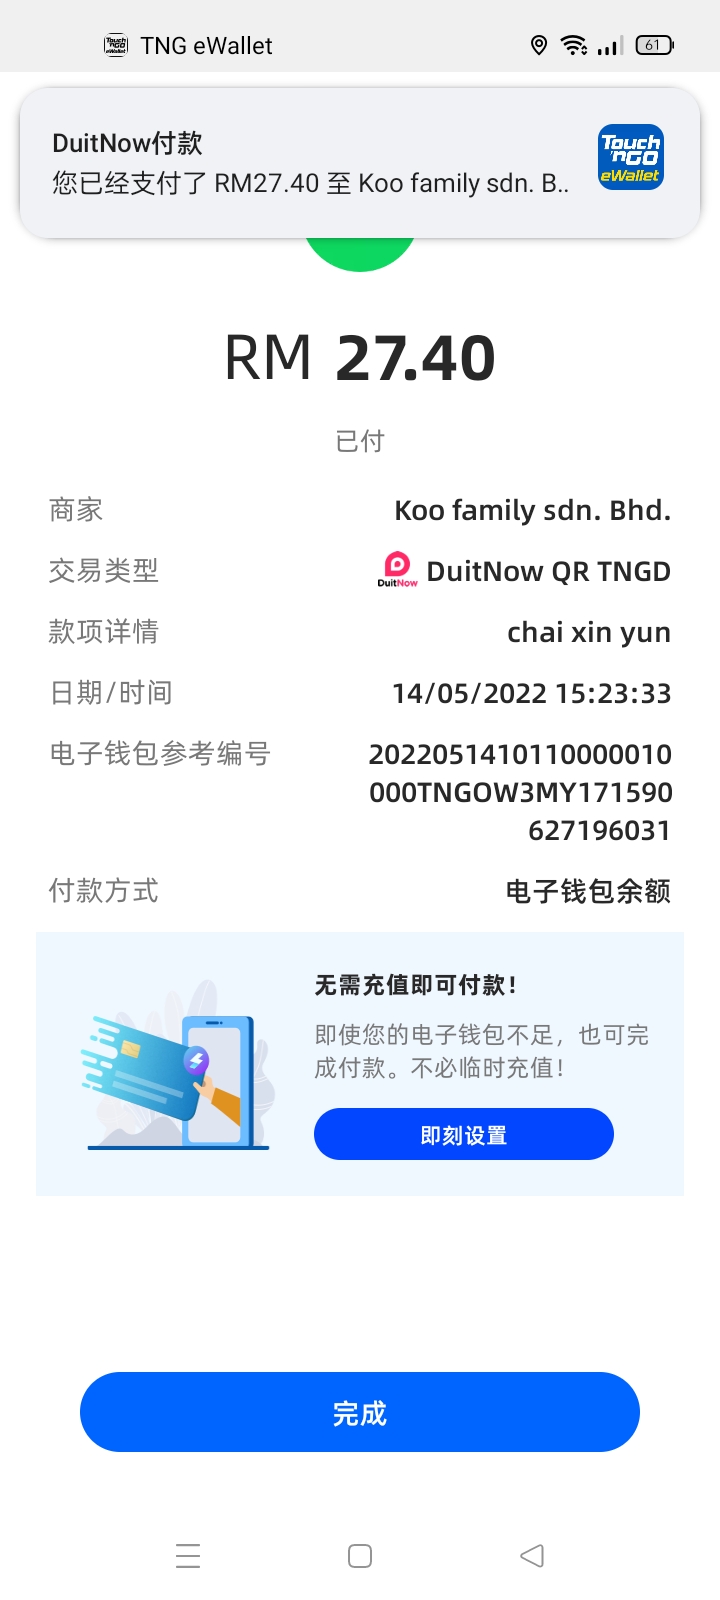 TNG eWallet
61
DuitNow付款
您已经支付了 RM27.40 至 Koo family sdn. B..
Touch
'nGO
eWallet
RM 27.40
已付
商家
Koo family sdn. Bhd.
交易类型
DuitNow
DuitNow QR TNGD
款项详情
chai xin yun
日期/时间
14/05/2022 15:23:33
电子钱包参考编号
2022051410110000010
000TNGOW3MY171590
627196031
付款方式
电子钱包余额
无需充值即可付款！
即使您的电子钱包不足，也可完
成付款。不必临时充值！
即刻设置
完成